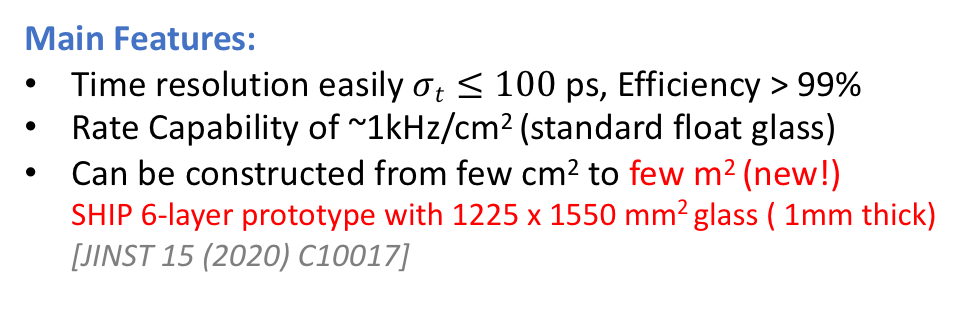 Main Features:
• Time resolution easily σₜ ≤ 100 ps, Efficiency > 99%
• Rate Capability of ~1kHz/cm² (standard float glass)
• Can be constructed from few cm² to few m² (new!)
SHIP 6-layer prototype with 1225 x 1550 mm² glass ( 1mm thick)
[JINST 15 (2020) C10017]